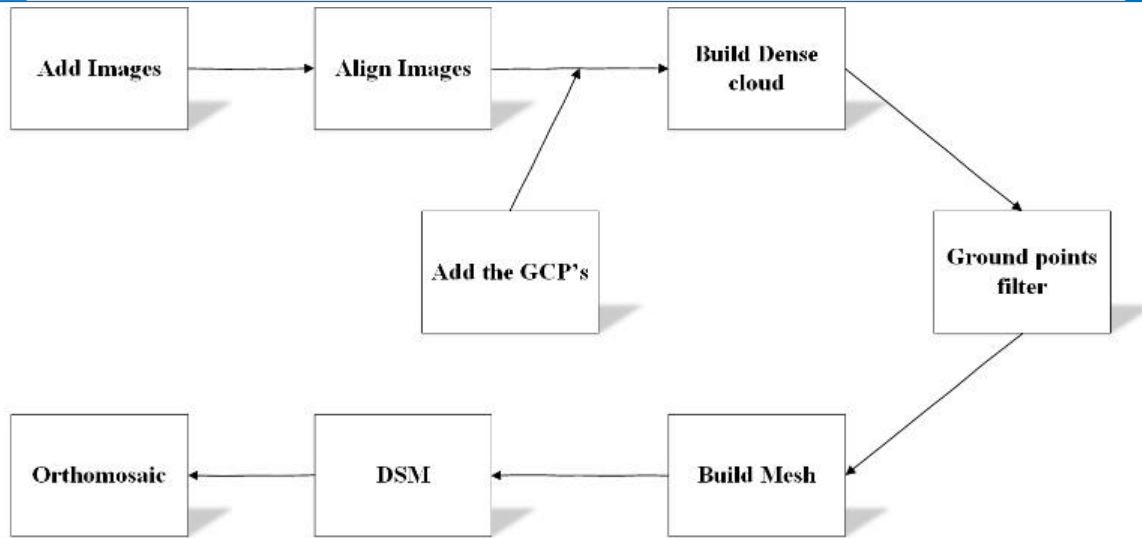 Add Images
Align Images
Build Dense
cloud
Add the GCP's
Ground points
filter
Orthomosaic
DSM
Build Mesh